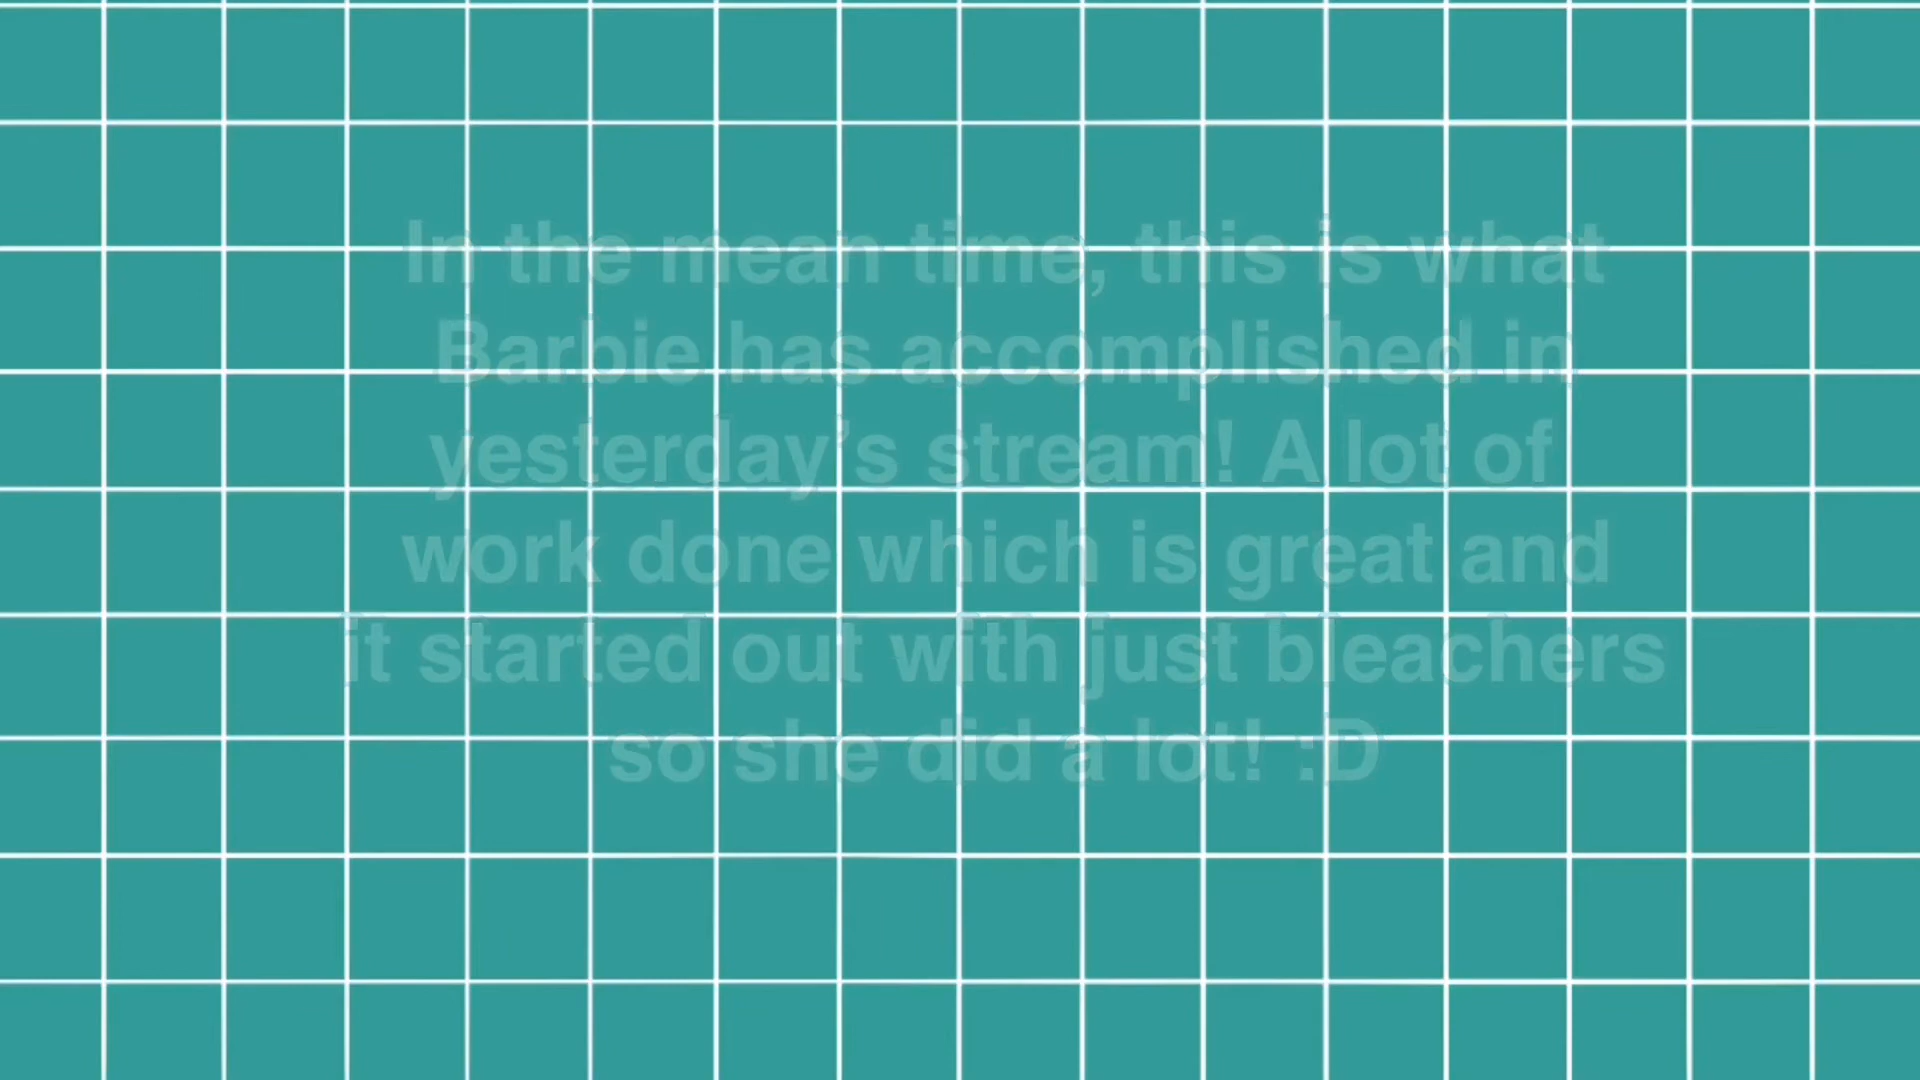 In the mean time, this is what
Barbie has accomplished in
yesterday’s stream! A lot of
work done which is great and
it started out with just bleachers
so she did a lot! :D